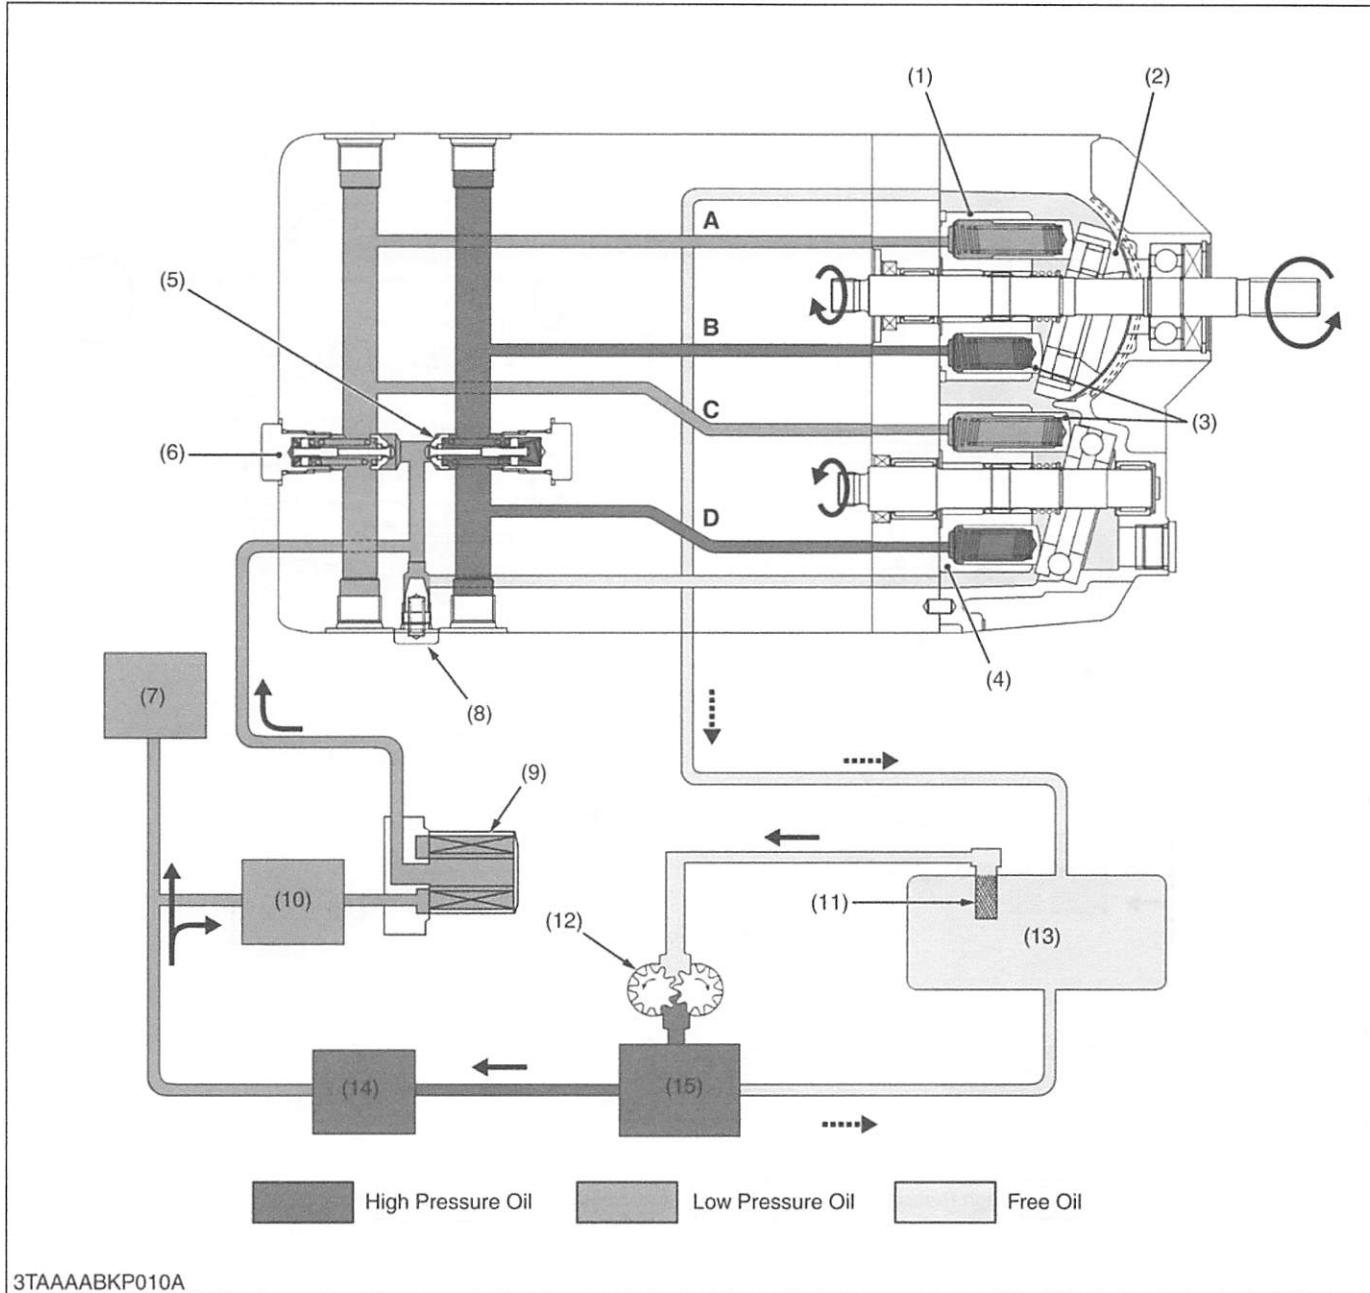 (1)
(2)
A
(5)
B
C
(3)
(6)
D
(4)
(7)
(8)
(9)
(10)
(11)
(12)
(13)
(14)
(15)
High Pressure Oil
Low Pressure Oil
Free Oil
3TAAAABKP010A